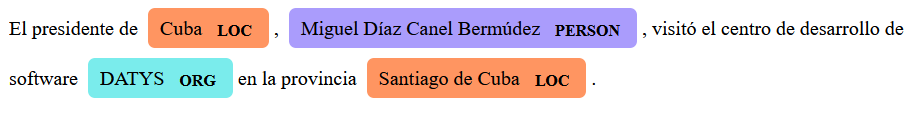 El presidente de Cuba LOC , Miguel Díaz Canel Bermúdez PERSON , visitó el centro de desarrollo de
software DATYS ORG en la provincia Santiago de Cuba LOC .